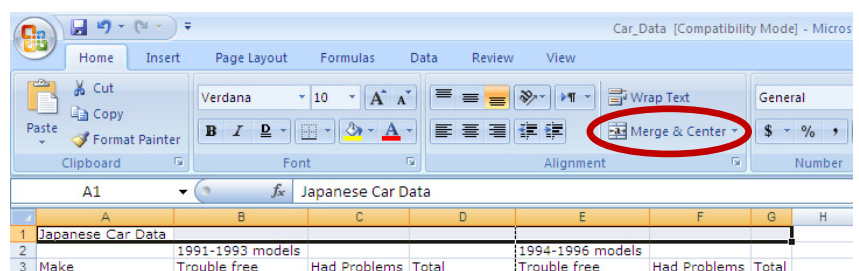 Car_Data [Compatibility Mode] - Micros
Home Insert Page Layout Formulas Data Review View
Paste
Cut
Copy
Format Painter
Clipboard
Verdana 10 A A
B I D A
Font
Wrap Text
Merge & Center
Alignment
General
$ % ,
Number
A1 fx Japanese Car Data
A B C D E F G H
1 Japanese Car Data
2 1991-1993 models 1994-1996 models
3 Make Trouble free Had Problems Total Trouble free Had Problems Total